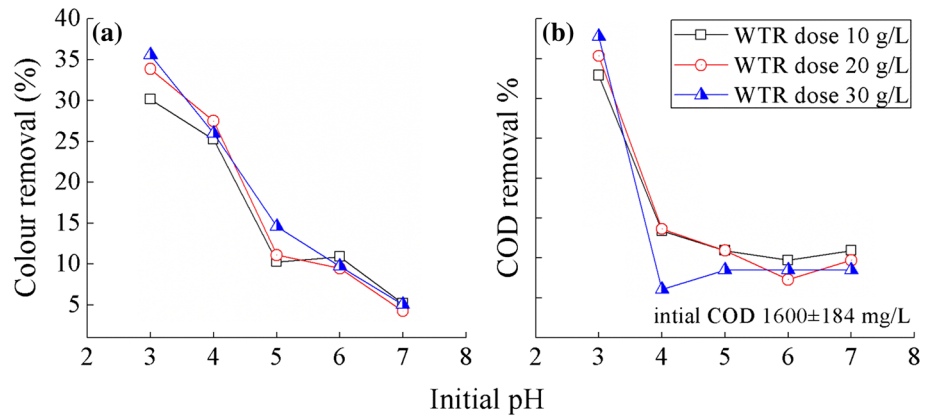 (a)
Colour removal (%)
40
35
30
25
20
15
10
5
2 3 4 5 6 7 8
(b)
COD removal %
WTR dose 10 g/L
WTR dose 20 g/L
WTR dose 30 g/L
intial COD 1600±184 mg/L
2 3 4 5 6 7 8
Initial pH